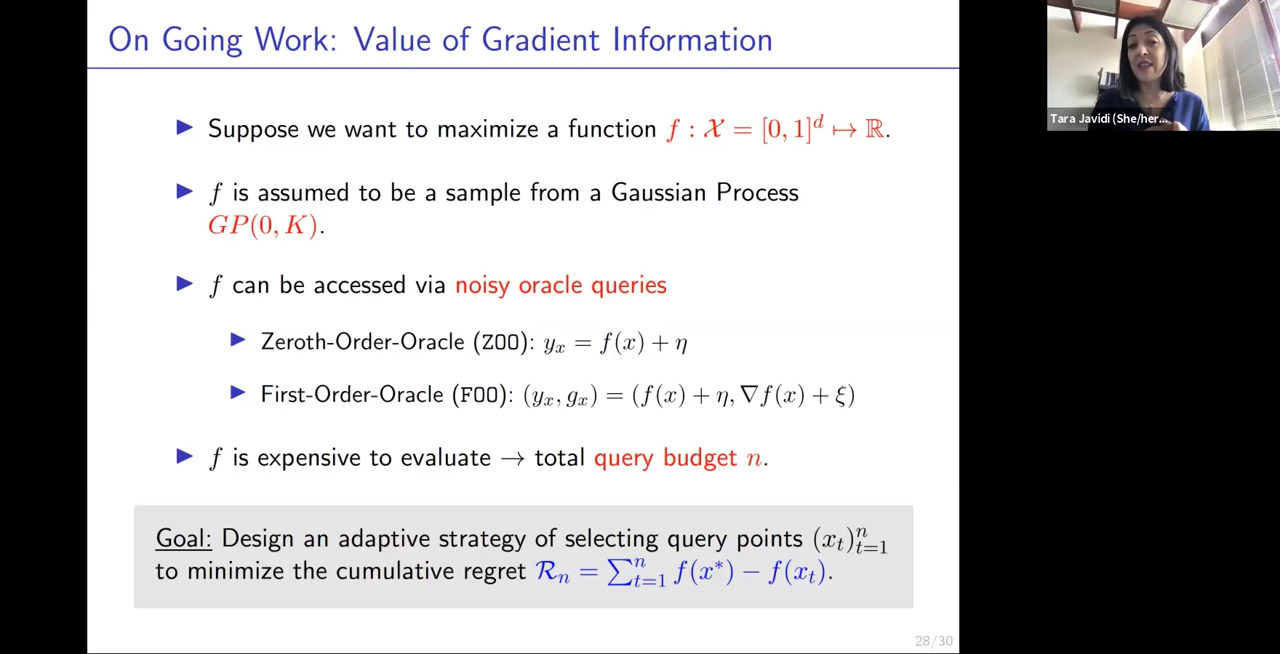 On Going Work: Value of Gradient Information
▶ Suppose we want to maximize a function f : 𝒳 = [0, 1]^d ↦ ℝ.
▶ f is assumed to be a sample from a Gaussian Process
GP(0, K).
▶ f can be accessed via noisy oracle queries
▶ Zeroth-Order-Oracle (ZOO): y_x = f(x) + η
▶ First-Order-Oracle (FOO): (y_x, g_x) = (f(x) + η, ∇f(x) + ξ)
▶ f is expensive to evaluate → total query budget n.
Goal: Design an adaptive strategy of selecting query points (x_t)_{t=1}^n
to minimize the cumulative regret ℛ_n = ∑_{t=1}^n f(x*) − f(x_t).
28/30
Tara Javidi (She/her...